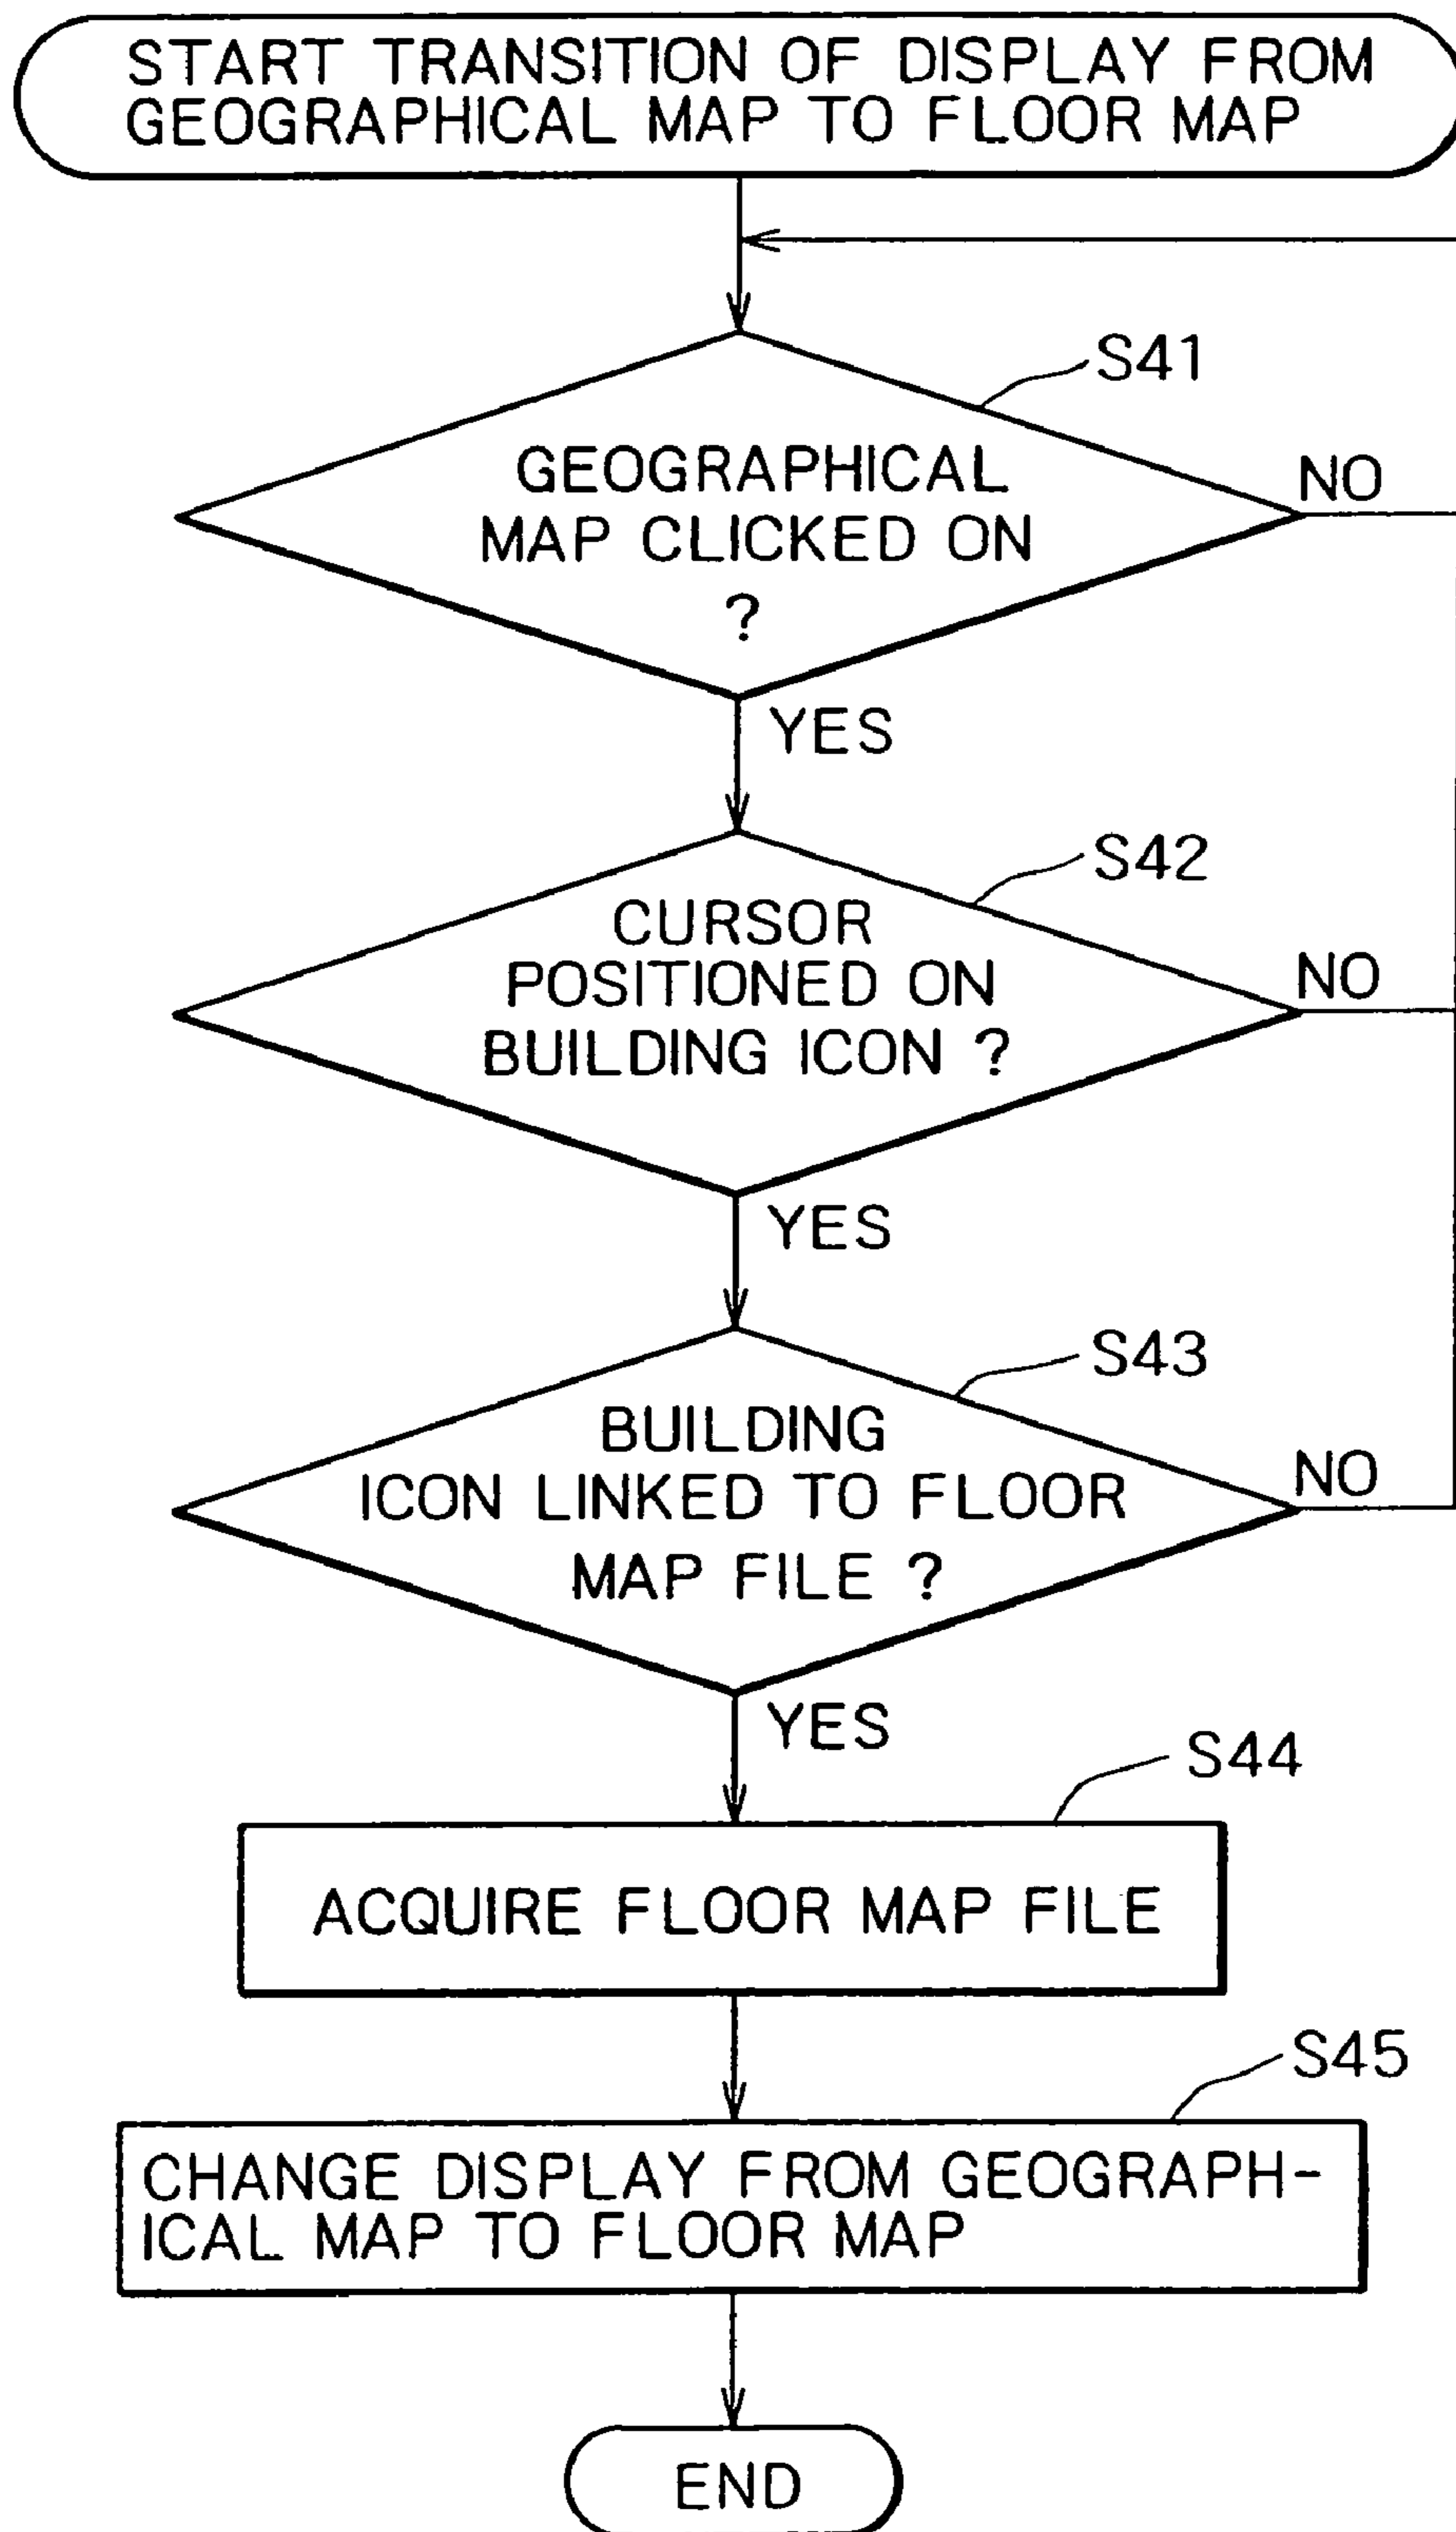 START TRANSITION OF DISPLAY FROM
GEOGRAPHICAL MAP TO FLOOR MAP
S41
GEOGRAPHICAL
MAP CLICKED ON
?
NO
YES
S42
CURSOR
POSITIONED ON
BUILDING ICON ?
NO
YES
S43
BUILDING
ICON LINKED TO FLOOR
MAP FILE ?
NO
YES
S44
ACQUIRE FLOOR MAP FILE
S45
CHANGE DISPLAY FROM GEOGRAPH-
ICAL MAP TO FLOOR MAP
END